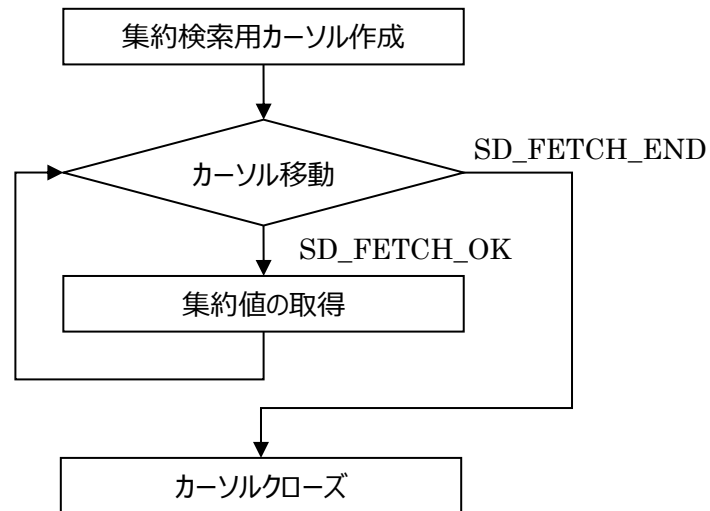 集約検索用カーソル作成
SD_FETCH_END
カーソル移動
SD_FETCH_OK
集約値の取得
カーソルクローズ